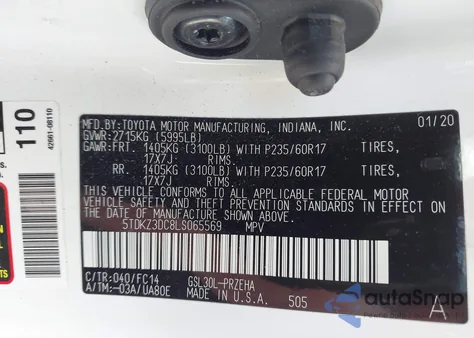 MFD.BY:TOYOTA MOTOR MANUFACTURING, INDIANA, INC. 01/20
GVWR:2715KG (5995LB)
GAWR:FRT. 1405KG (3100LB) WITH P235/60R17 TIRES,
17X7J RIMS.
RR. 1405KG (3100LB) WITH P235/60R17 TIRES,
17X7J RIMS.
THIS VEHICLE CONFORMS TO ALL APPLICABLE FEDERAL MOTOR
VEHICLE SAFETY AND THEFT PREVENTION STANDARDS IN EFFECT
ON THE DATE OF MANUFACTURE SHOWN ABOVE.
5TDKZ3DC8LS065569 MPV
C/TR:040/FC14 GSL30L-PRZEHA
A/TM:-03A/UA80E MADE IN U.S.A. 505
110
42661-08110
autoSnap